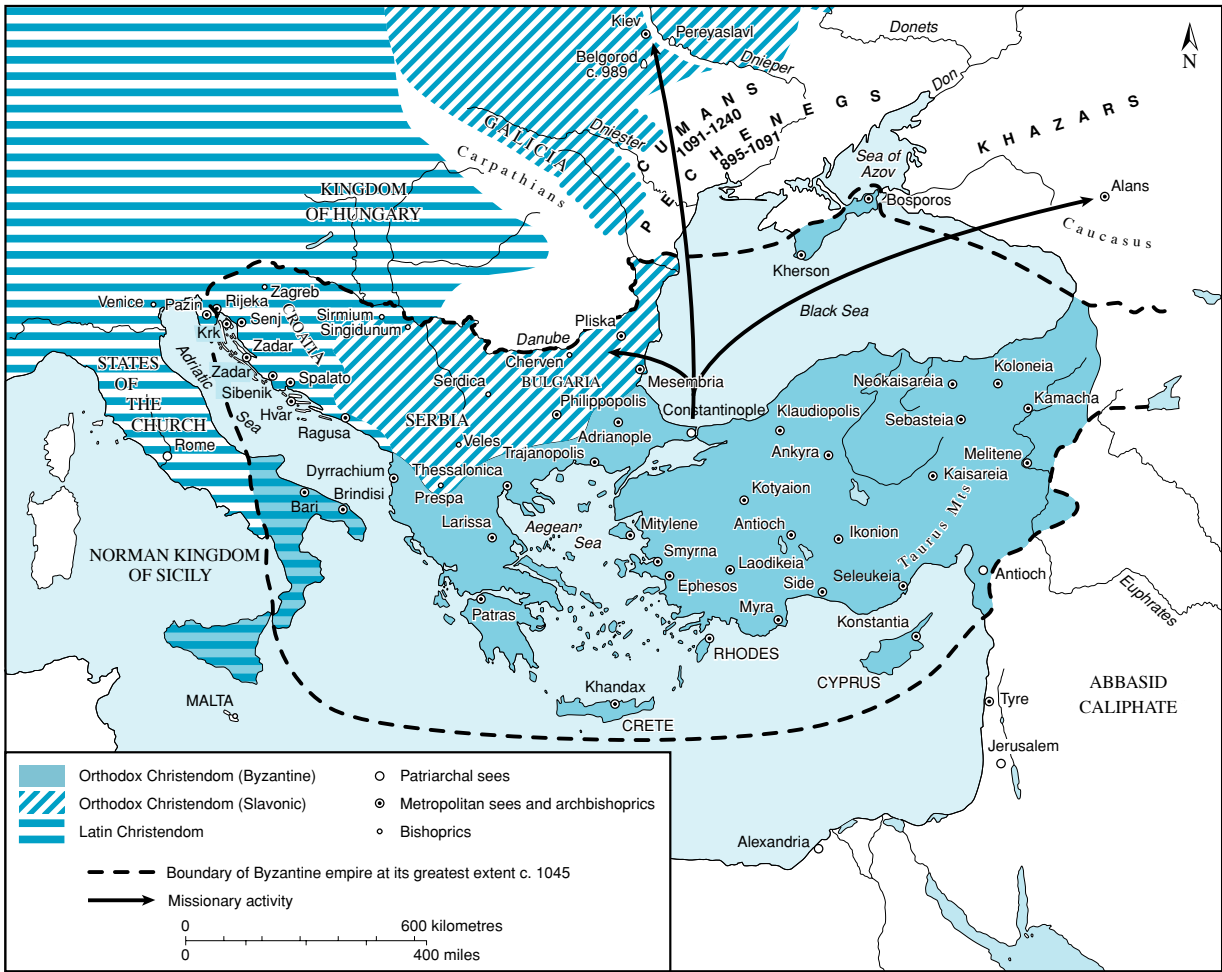 Kiev
Pereyaslavl
Donets
N
Belgorod
c. 989
Dnieper
Don
CUMANS
1091-1240
PECHENEGS
895-1091
KHAZARS
GALICIA
Dniester
Carpathians
Sea of
Azov
Alans
Bosporos
Caucasus
KINGDOM
OF HUNGARY
Kherson
Black Sea
Venice
Pažin
Rijeka
Zagreb
Krk
Senj
CROATIA
Sirmium
Singidunum
Danube
Pliska
Cherven
Zadar
Zadar
Sibenik
Spalato
Hvar
Ragusa
Adriatic
Sea
STATES
OF
THE
CHURCH
Rome
Serdica
BULGARIA
Mesembria
Philippopolis
SERBIA
Constantinople
Adrianople
Veles
Trajanopolis
Thessalonica
Prespa
Dyrrachium
Brindisi
Bari
Larissa
Aegean
Sea
Neokaisareia
Koloneia
Klaudiopolis
Sebasteia
Kamacha
Ankyra
Melitene
Kaisareia
Kotyaion
Mitylene
Antioch
Ikonion
Taurus Mts
Smyrna
Laodikeia
Ephesos
Side
Seleukeia
Antioch
Euphrates
NORMAN KINGDOM
OF SICILY
Patras
Myra
Konstantia
RHODES
CYPRUS
MALTA
Khandax
CRETE
Tyre
ABBASID
CALIPHATE
Jerusalem
Alexandria
Orthodox Christendom (Byzantine)
Orthodox Christendom (Slavonic)
Latin Christendom
Patriarchal sees
Metropolitan sees and archbishoprics
Bishoprics
Boundary of Byzantine empire at its greatest extent c. 1045
Missionary activity
0 600 kilometres
0 400 miles